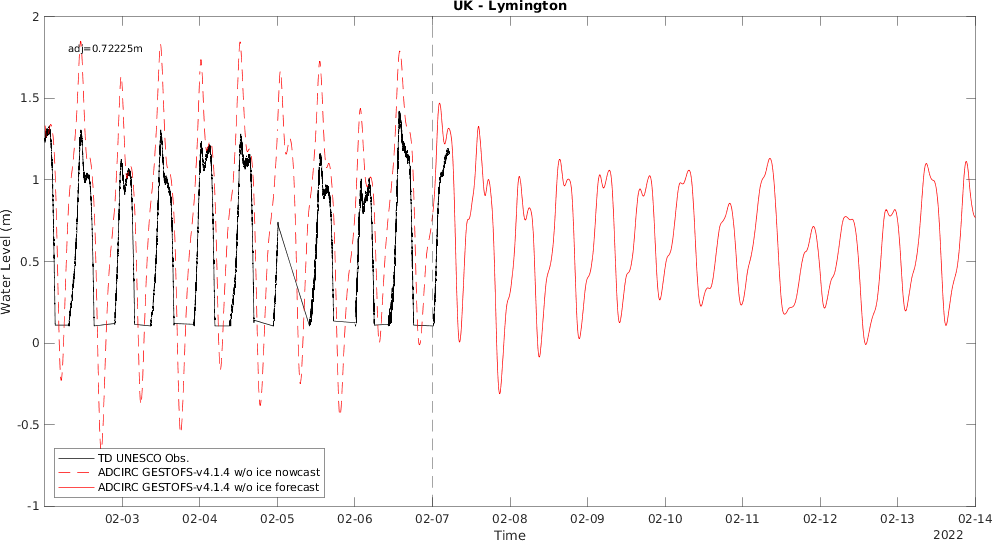 UK - Lymington
adj=0.72225m
Water Level (m)
2
1.5
1
0.5
0
-0.5
-1
TD UNESCO Obs.
ADCIRC GESTOFS-v4.1.4 w/o ice nowcast
ADCIRC GESTOFS-v4.1.4 w/o ice forecast
02-03 02-04 02-05 02-06 02-07 02-08 02-09 02-10 02-11 02-12 02-13 02-14
Time
2022